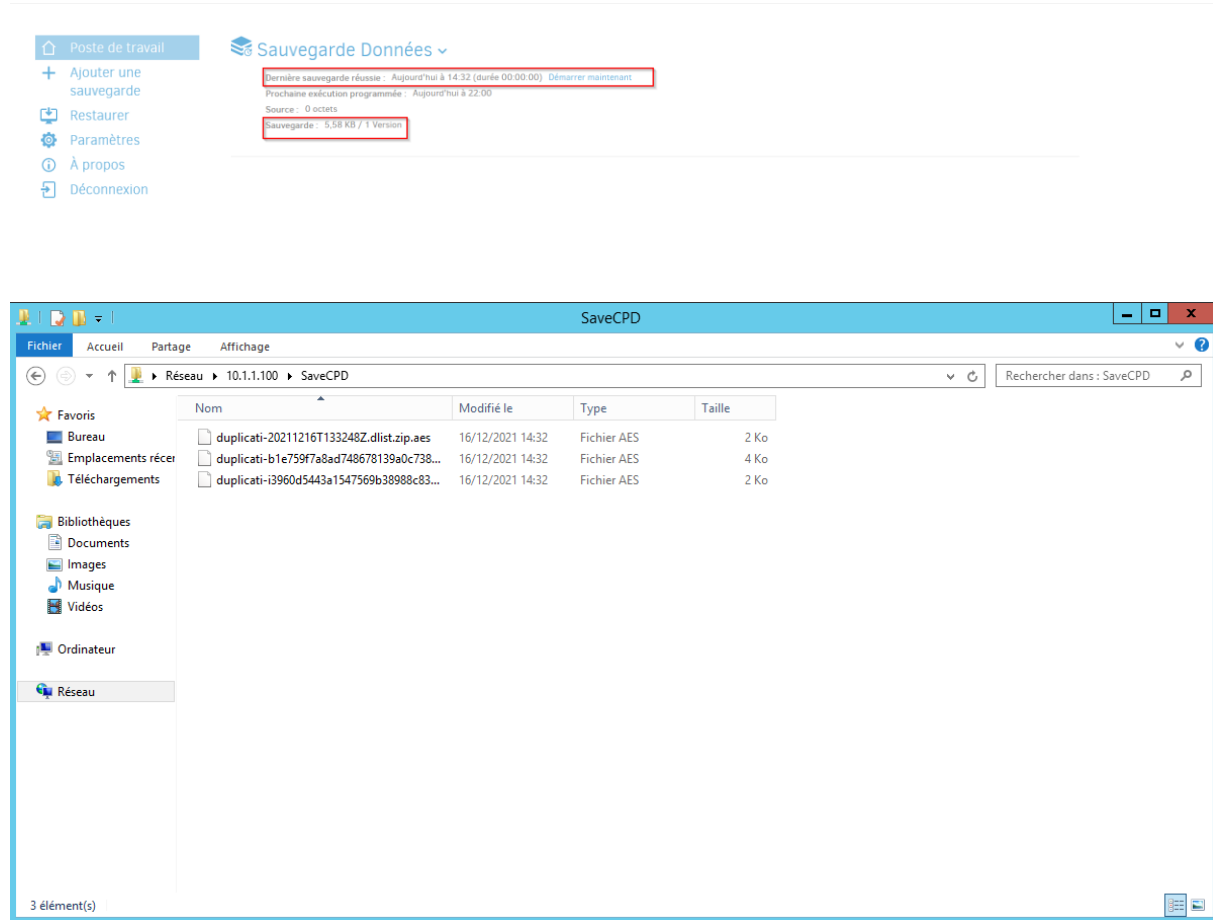 Poste de travail
Ajouter une
sauvegarde
Restaurer
Paramètres
À propos
Déconnexion
Sauvegarde Données
Dernière sauvegarde réussie : Aujourd'hui à 14:32 (durée 00:00:00) Démarrer maintenant
Prochaine exécution programmée : Aujourd'hui à 22:00
Source : 0 octets
Sauvegarde : 5,58 KB / 1 Version
SaveCPD
Fichier Accueil Partage Affichage
Réseau 10.1.1.100 SaveCPD
Rechercher dans : SaveCPD
Favoris
Bureau
Emplacements récer
Téléchargements
Bibliothèques
Documents
Images
Musique
Vidéos
Ordinateur
Réseau
Nom Modifié le Type Taille
duplicati-20211216T133248Z.dlist.zip.aes 16/12/2021 14:32 Fichier AES 2 Ko
duplicati-b1e759f7a8ad748678139a0c738... 16/12/2021 14:32 Fichier AES 4 Ko
duplicati-i3960d5443a1547569b38988c83... 16/12/2021 14:32 Fichier AES 2 Ko
3 élément(s)